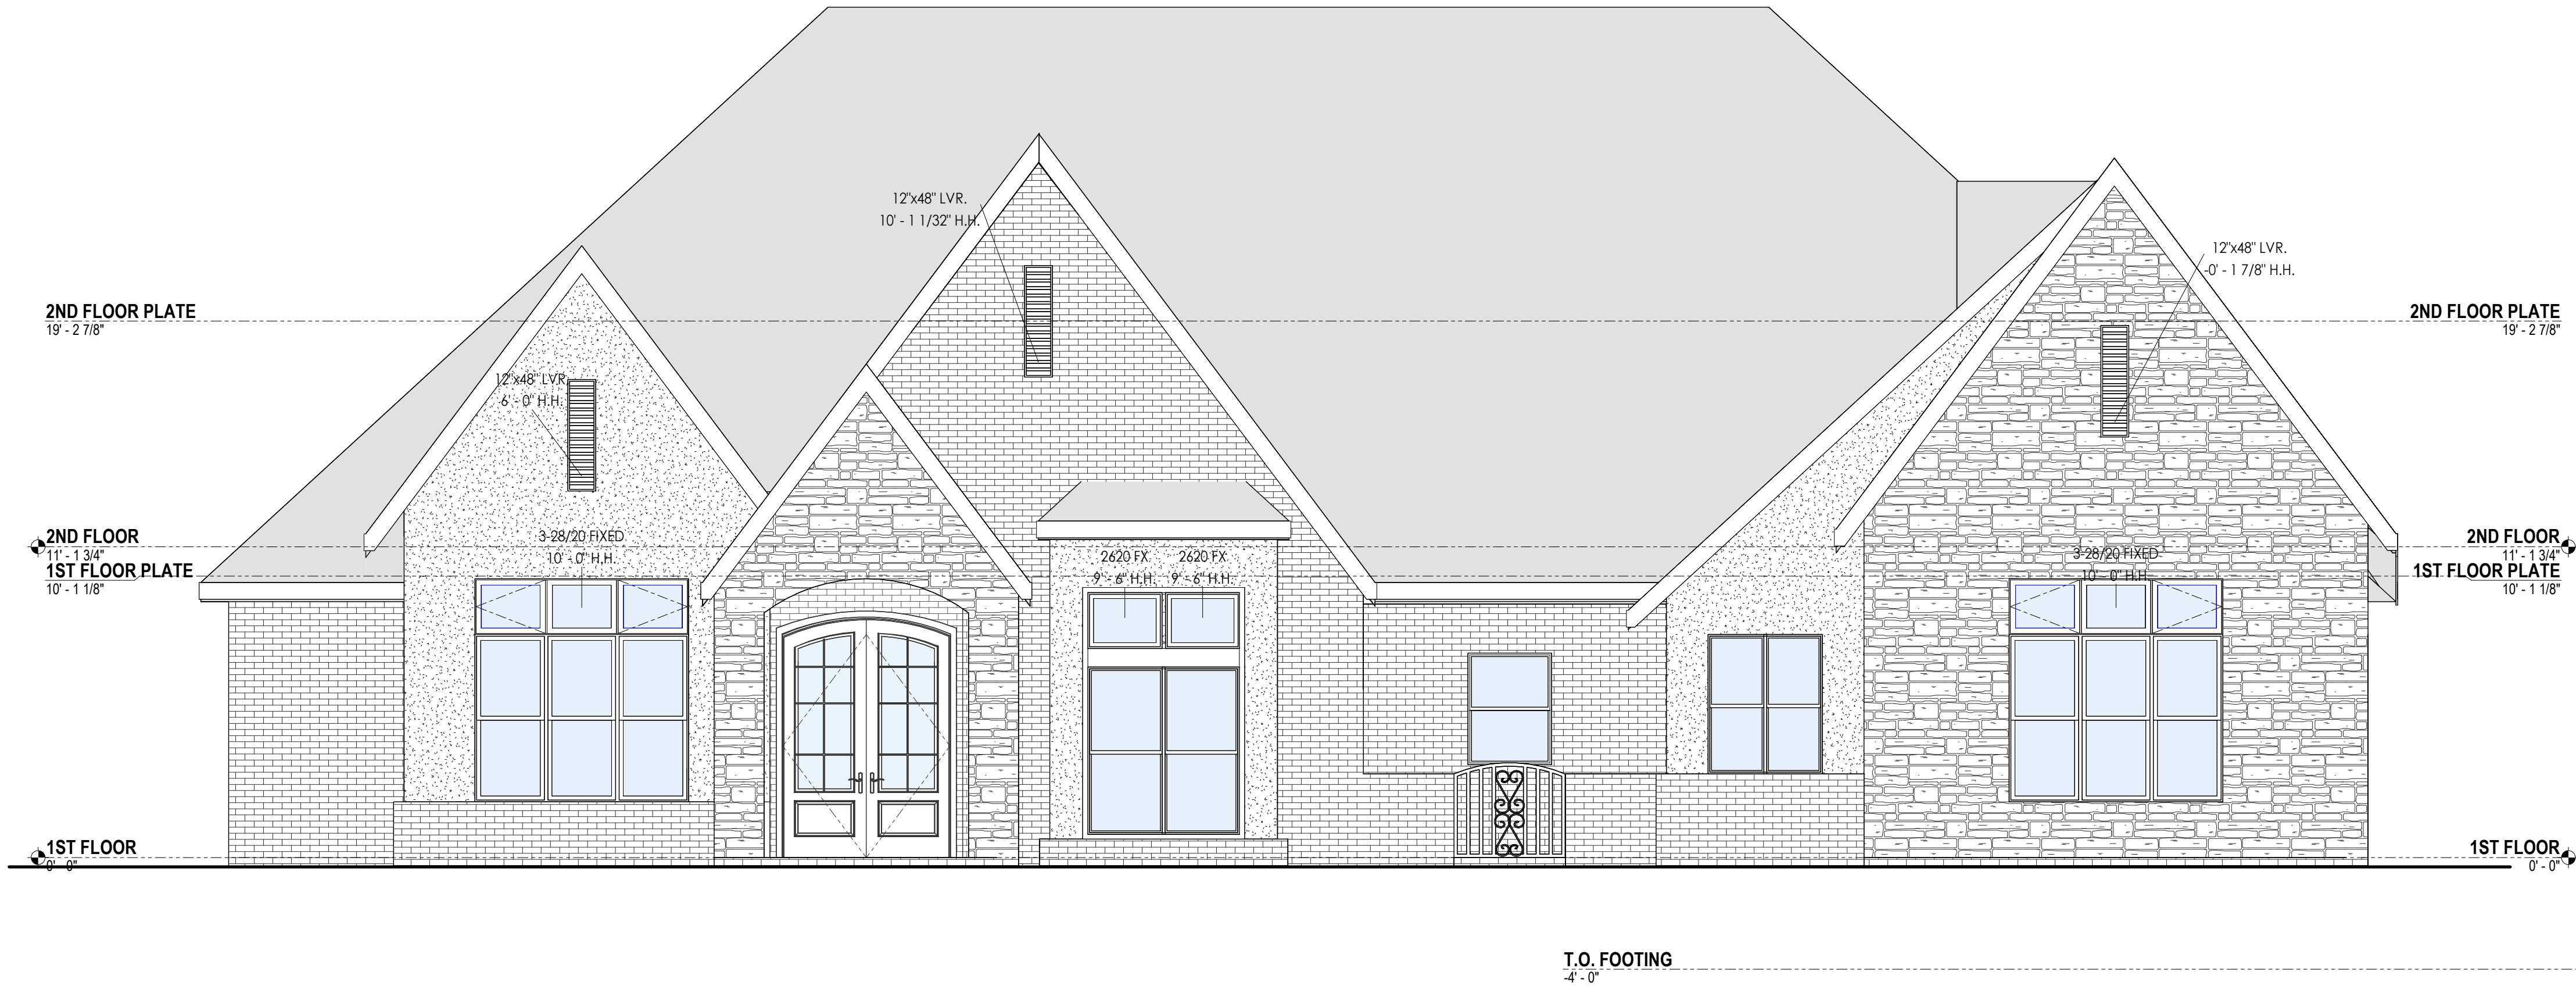 12"x48" LVR.
10' - 1 1/32" H.H.
12"x48" LVR.
-0' - 1 7/8" H.H.
2ND FLOOR PLATE
19' - 2 7/8"
2ND FLOOR PLATE
19' - 2 7/8"
12"x48" LVR.
6' - 0" H.H.
2ND FLOOR
11' - 1 3/4"
1ST FLOOR PLATE
10' - 1 1/8"
3-28/20 FIXED
10' - 0" H.H.
2620 FX
9' - 6" H.H.
2620 FX
9' - 6" H.H.
3-28/20 FIXED
10' - 0" H.H.
2ND FLOOR
11' - 1 3/4"
1ST FLOOR PLATE
10' - 1 1/8"
1ST FLOOR
0' - 0"
1ST FLOOR
0' - 0"
T.O. FOOTING
-4' - 0"